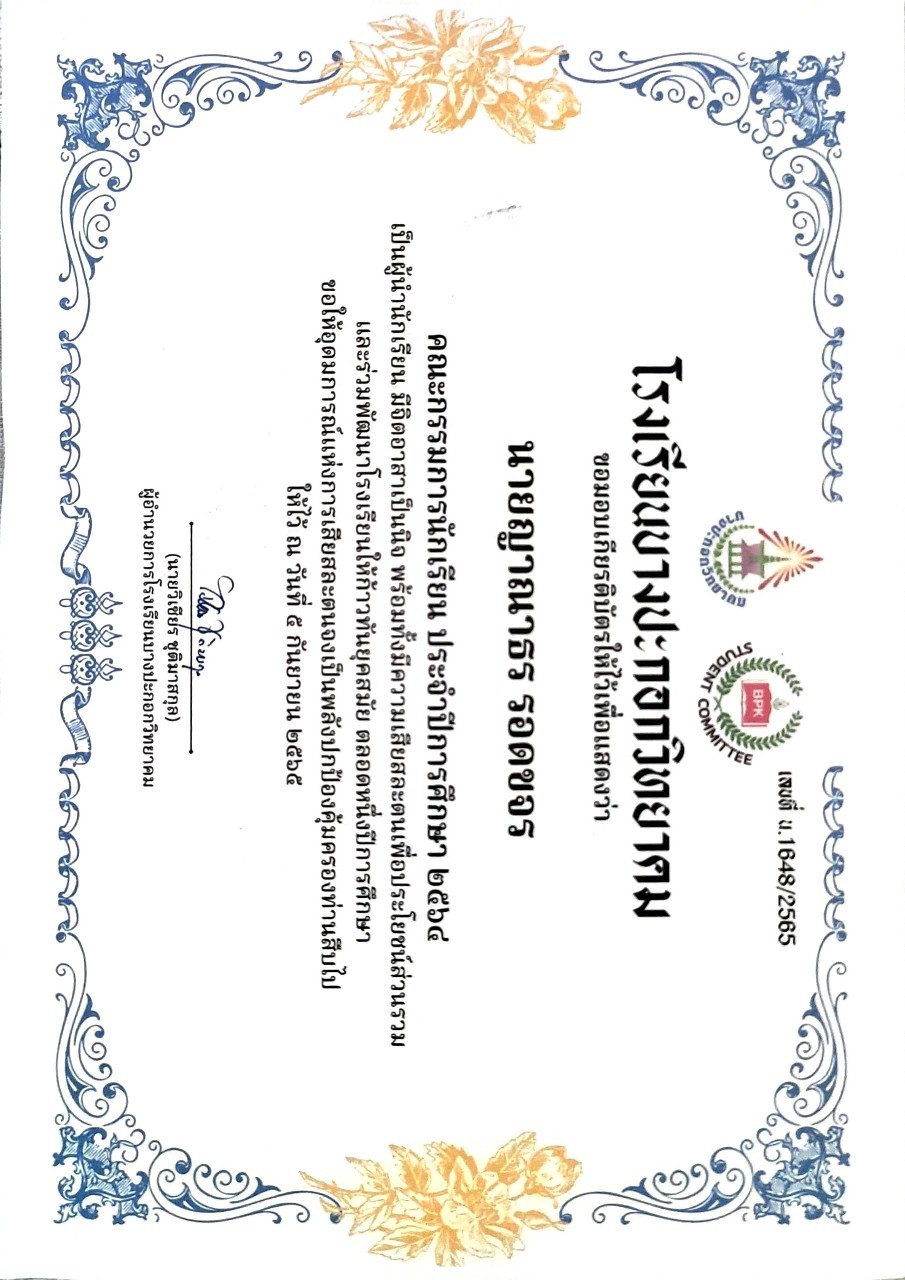 เลขที่ น.1648/2565
บางปะกอกวิทยาคม
BPK
STUDENT COMMITTEE
โรงเรียนบางปะกอกวิทยาคม
ขอมอบเกียรติบัตรให้ไว้เพื่อแสดงว่า
นายญาณาธร รอดขจร
คณะกรรมการนักเรียน ประจำปีการศึกษา ๒๕๖๔
เป็นผู้นำนักเรียน มีจิตอาสาเป็นนิจ พร้อมทั้งมีความเสียสละตนเพื่อประโยชน์ส่วนรวม
และร่วมพัฒนาโรงเรียนให้ก้าวทันยุคสมัย ตลอดหนึ่งปีการศึกษา
ขอให้อุดมการณ์แห่งการเสียสละตนจงเป็นพลังปกป้องคุ้มครองท่านสืบไป
ให้ไว้ ณ วันที่ ๕ กันยายน ๒๕๖๕
(นายวิเชียร ชุติมาสกุล)
ผู้อำนวยการโรงเรียนบางปะกอกวิทยาคม